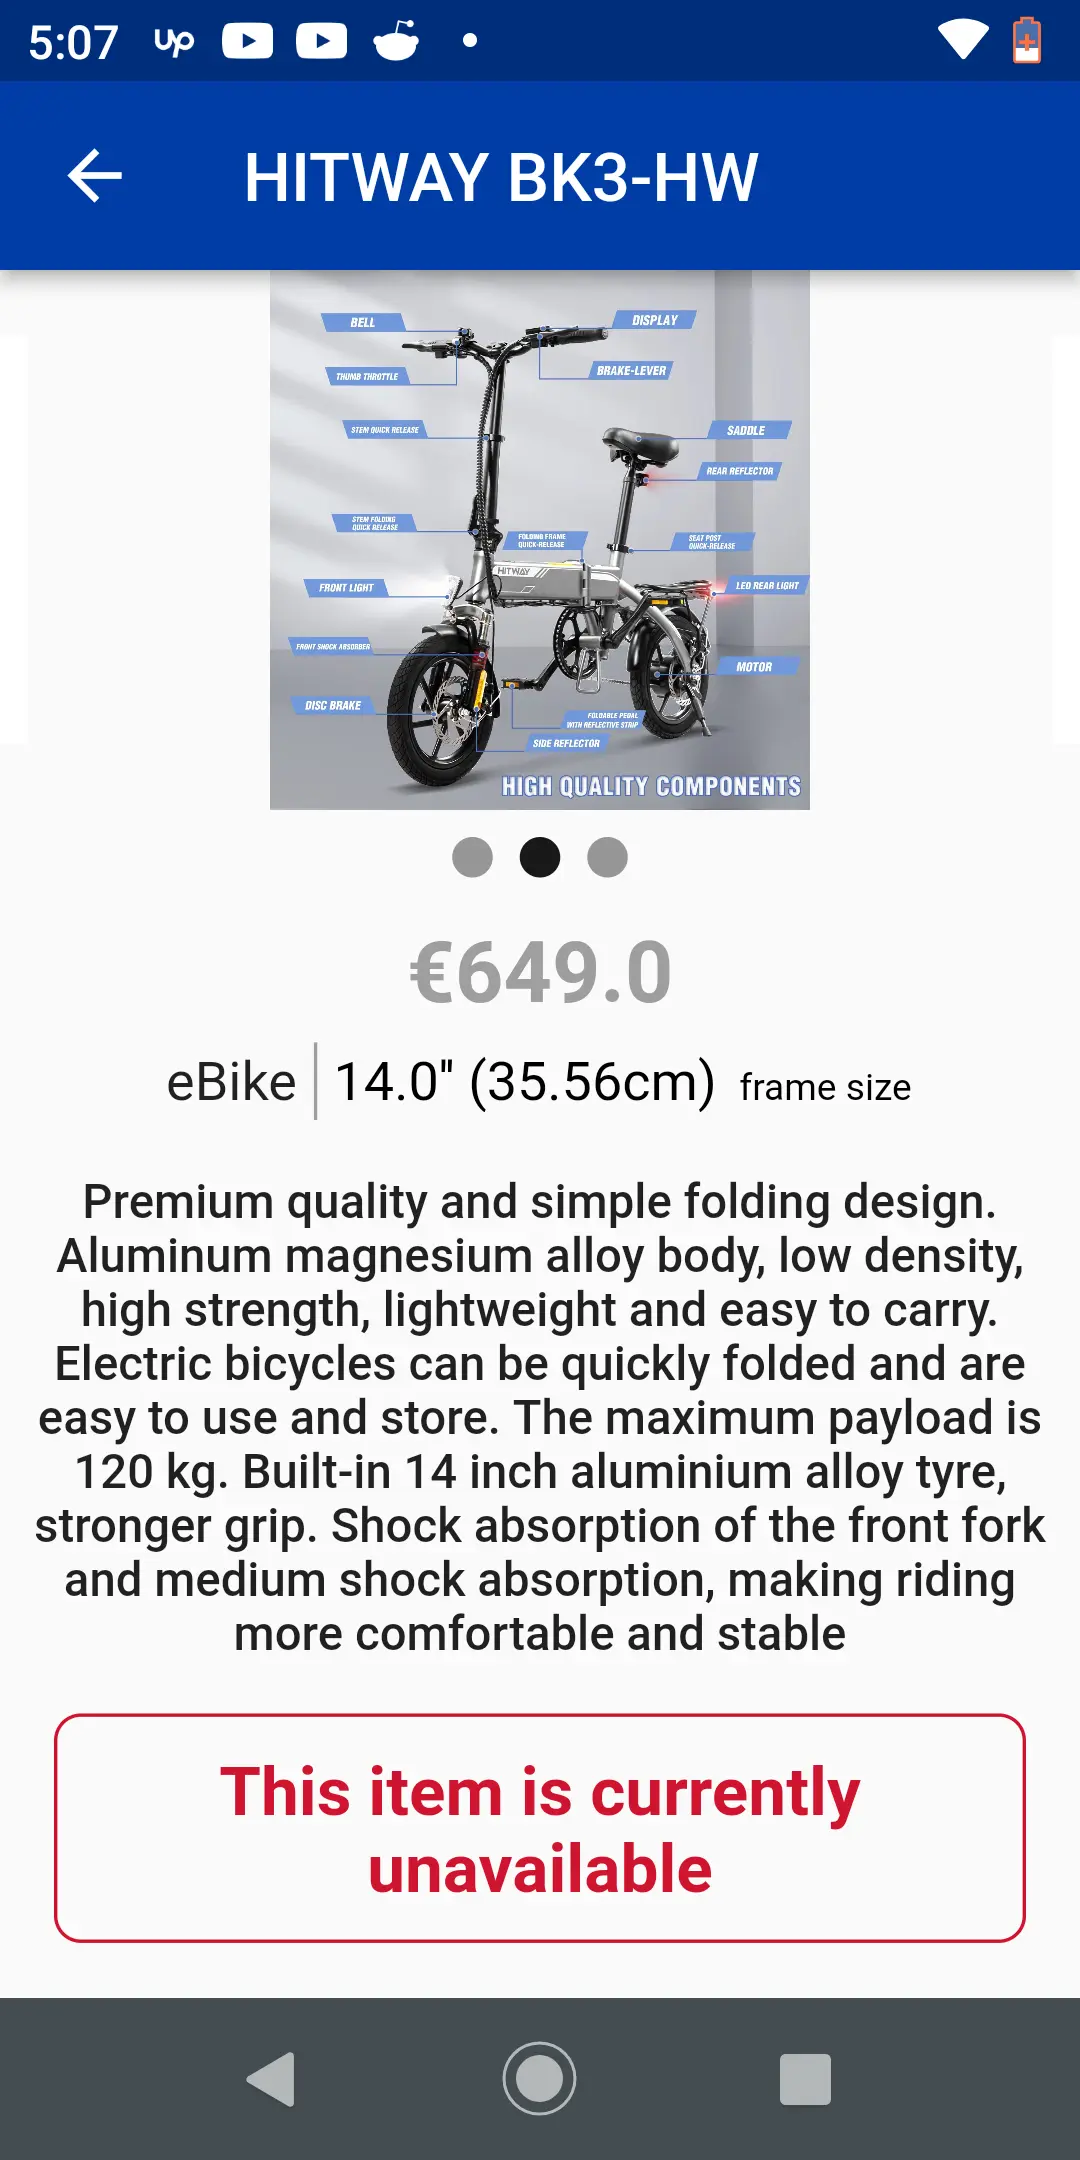 5:07
up
HITWAY BK3-HW
BELL
DISPLAY
THUMB THROTTLE
BRAKE-LEVER
STEM QUICK RELEASE
SADDLE
REAR REFLECTOR
STEM FOLDING
QUICK RELEASE
FOLDING FRAME
QUICK-RELEASE
SEAT POST
QUICK-RELEASE
HITWAY
FRONT LIGHT
LED REAR LIGHT
FRONT SHOCK ABSORBER
MOTOR
DISC BRAKE
FOLDABLE PEDAL
WITH REFLECTIVE STRIP
SIDE REFLECTOR
HIGH QUALITY COMPONENTS
€649.0
eBike 14.0" (35.56cm) frame size
Premium quality and simple folding design.
Aluminum magnesium alloy body, low density,
high strength, lightweight and easy to carry.
Electric bicycles can be quickly folded and are
easy to use and store. The maximum payload is
120 kg. Built-in 14 inch aluminium alloy tyre,
stronger grip. Shock absorption of the front fork
and medium shock absorption, making riding
more comfortable and stable
This item is currently
unavailable